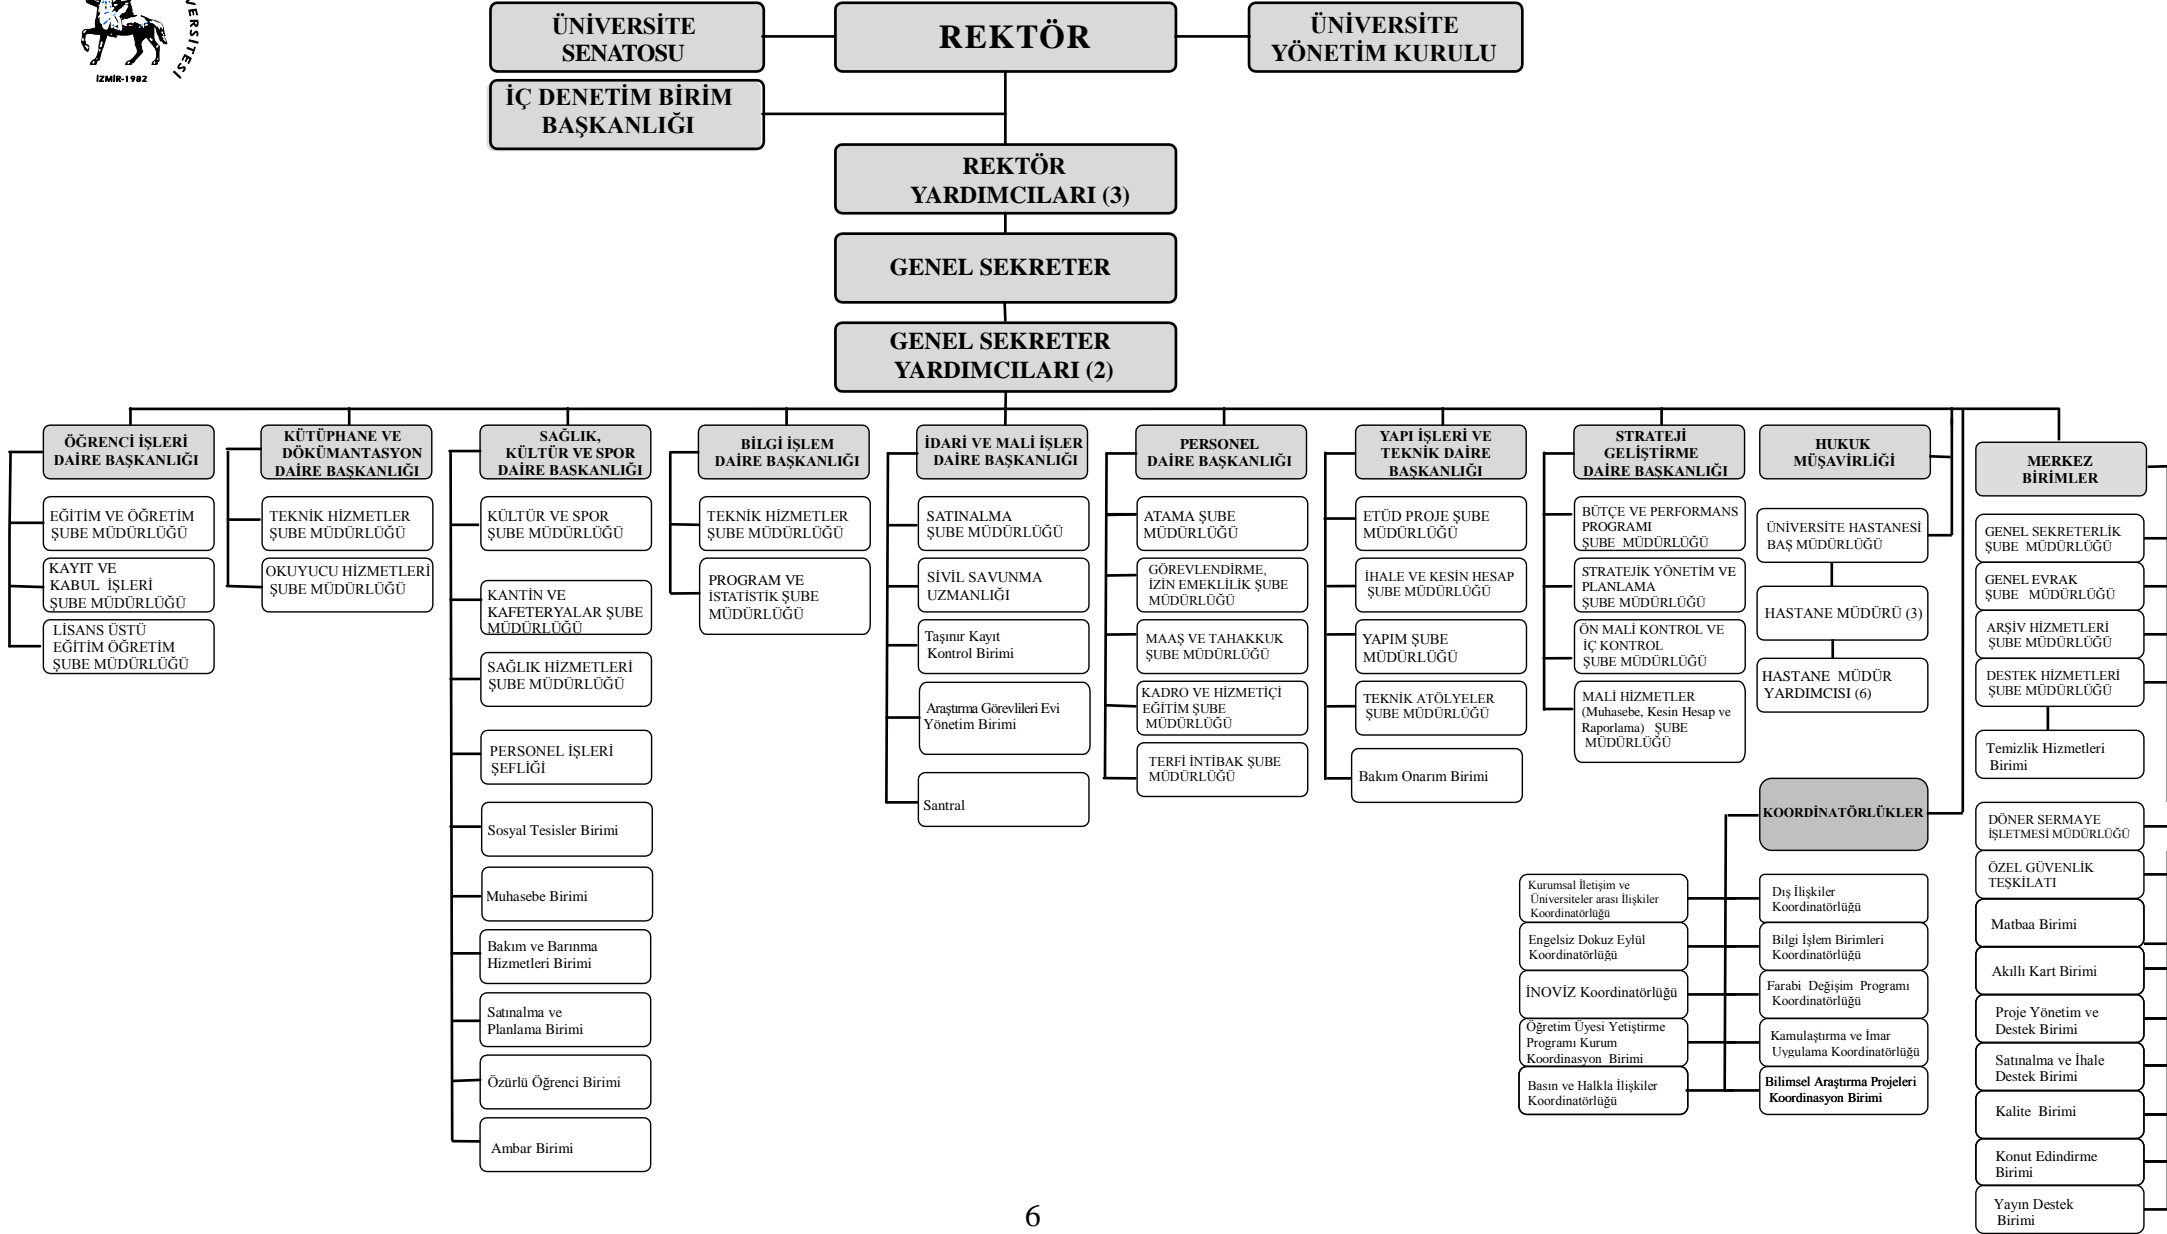 VERSİTESİ
İZMİR-1982
ÜNİVERSİTE
SENATOSU
REKTÖR
ÜNİVERSİTE
YÖNETİM KURULU
İÇ DENETİM BİRİM
BAŞKANLIĞI
REKTÖR
YARDIMCILARI (3)
GENEL SEKRETER
GENEL SEKRETER
YARDIMCILARI (2)
ÖĞRENCİ İŞLERİ
DAİRE BAŞKANLIĞI
EĞİTİM VE ÖĞRETİM
ŞUBE MÜDÜRLÜĞÜ
KAYIT VE
KABUL İŞLERİ
ŞUBE MÜDÜRLÜĞÜ
LİSANS ÜSTÜ
EĞİTİM ÖĞRETİM
ŞUBE MÜDÜRLÜĞÜ
KÜTÜPHANE VE
DÖKÜMANTASYON
DAİRE BAŞKANLIĞI
TEKNİK HİZMETLER
ŞUBE MÜDÜRLÜĞÜ
OKUYUCU HİZMETLERİ
ŞUBE MÜDÜRLÜĞÜ
SAĞLIK,
KÜLTÜR VE SPOR
DAİRE BAŞKANLIĞI
KÜLTÜR VE SPOR
ŞUBE MÜDÜRLÜĞÜ
KANTİN VE
KAFETERYALAR ŞUBE
MÜDÜRLÜĞÜ
SAĞLIK HİZMETLERİ
ŞUBE MÜDÜRLÜĞÜ
PERSONEL İŞLERİ
ŞEFLİĞİ
Sosyal Tesisler Birimi
Muhasebe Birimi
Bakım ve Barınma
Hizmetleri Birimi
Satınalma ve
Planlama Birimi
Özürlü Öğrenci Birimi
Ambar Birimi
BİLGİ İŞLEM
DAİRE BAŞKANLIĞI
TEKNİK HİZMETLER
ŞUBE MÜDÜRLÜĞÜ
PROGRAM VE
İSTATİSTİK ŞUBE
MÜDÜRLÜĞÜ
İDARİ VE MALİ İŞLER
DAİRE BAŞKANLIĞI
SATINALMA
ŞUBE MÜDÜRLÜĞÜ
SİVİL SAVUNMA
UZMANLIĞI
Taşınır Kayıt
Kontrol Birimi
Araştırma Görevlileri Evi
Yönetim Birimi
Santral
PERSONEL
DAİRE BAŞKANLIĞI
ATAMA ŞUBE
MÜDÜRLÜĞÜ
GÖREVLENDİRME,
İZİN EMEKLİLİK ŞUBE
MÜDÜRLÜĞÜ
MAAŞ VE TAHAKKUK
ŞUBE MÜDÜRLÜĞÜ
KADRO VE HİZMETİÇİ
EĞİTİM ŞUBE
MÜDÜRLÜĞÜ
TERFİ İNTİBAK ŞUBE
MÜDÜRLÜĞÜ
YAPI İŞLERİ VE
TEKNİK DAİRE
BAŞKANLIĞI
ETÜD PROJE ŞUBE
MÜDÜRLÜĞÜ
İHALE VE KESİN HESAP
ŞUBE MÜDÜRLÜĞÜ
YAPIM ŞUBE
MÜDÜRLÜĞÜ
TEKNİK ATÖLYELER
ŞUBE MÜDÜRLÜĞÜ
Bakım Onarım Birimi
STRATEJİ
GELİŞTİRME
DAİRE BAŞKANLIĞI
BÜTÇE VE PERFORMANS
PROGRAMI
ŞUBE MÜDÜRLÜĞÜ
STRATEJİK YÖNETİM VE
PLANLAMA
ŞUBE MÜDÜRLÜĞÜ
ÖN MALİ KONTROL VE
İÇ KONTROL
ŞUBE MÜDÜRLÜĞÜ
MALİ HİZMETLER
(Muhasebe, Kesin Hesap ve
Raporlama) ŞUBE
MÜDÜRLÜĞÜ
HUKUK
MÜŞAVİRLİĞİ
ÜNİVERSİTE HASTANESİ
BAŞ MÜDÜRLÜĞÜ
HASTANE MÜDÜRÜ (3)
HASTANE MÜDÜR
YARDIMCISI (6)
KOORDİNATÖRLÜKLER
Kurumsal İletişim ve
Üniversiteler arası İlişkiler
Koordinatörlüğü
Engelsiz Dokuz Eylül
Koordinatörlüğü
İNOVİZ Koordinatörlüğü
Öğretim Üyesi Yetiştirme
Programı Kurum
Koordinasyon Birimi
Basın ve Halkla İlişkiler
Koordinatörlüğü
Dış İlişkiler
Koordinatörlüğü
Bilgi İşlem Birimleri
Koordinatörlüğü
Farabi Değişim Programı
Koordinatörlüğü
Kamulaştırma ve İmar
Uygulama Koordinatörlüğü
Bilimsel Araştırma Projeleri
Koordinasyon Birimi
MERKEZ
BİRİMLER
GENEL SEKRETERLİK
ŞUBE MÜDÜRLÜĞÜ
GENEL EVRAK
ŞUBE MÜDÜRLÜĞÜ
ARŞİV HİZMETLERİ
ŞUBE MÜDÜRLÜĞÜ
DESTEK HİZMETLERİ
ŞUBE MÜDÜRLÜĞÜ
Temizlik Hizmetleri
Birimi
DÖNER SERMAYE
İŞLETMESİ MÜDÜRLÜĞÜ
ÖZEL GÜVENLİK
TEŞKİLATI
Matbaa Birimi
Akıllı Kart Birimi
Proje Yönetim ve
Destek Birimi
Satınalma ve İhale
Destek Birimi
Kalite Birimi
Konut Edindirme
Birimi
Yayın Destek
Birimi
6